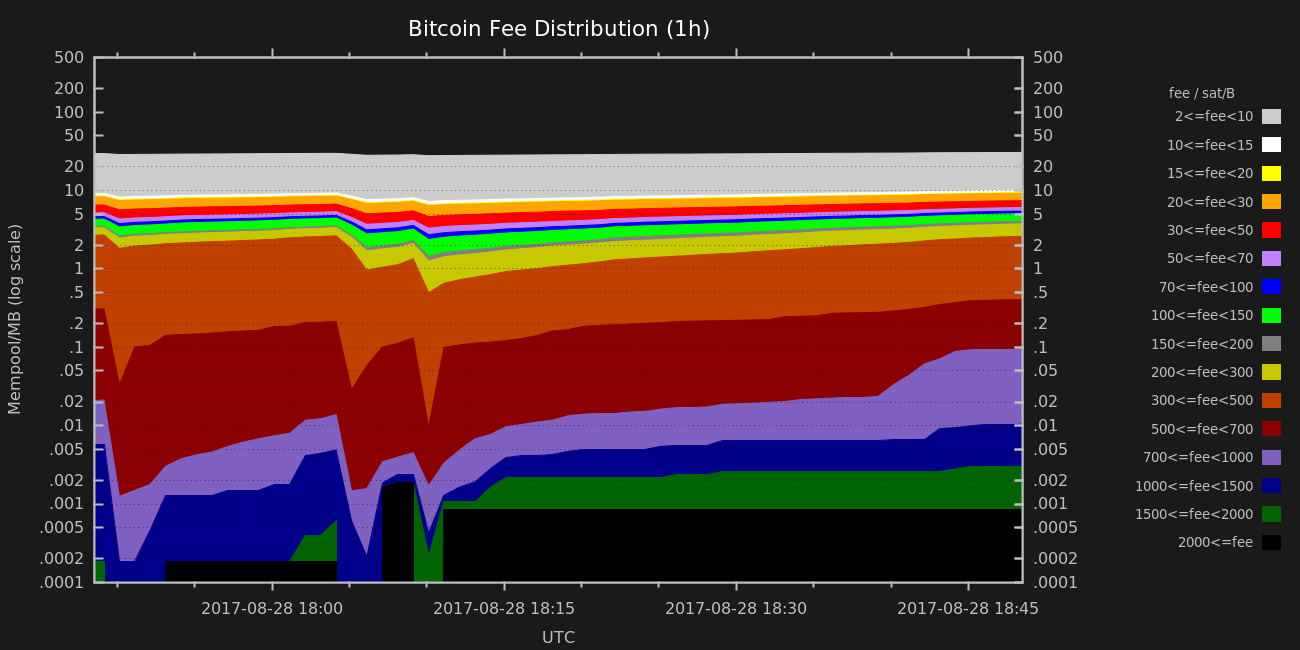 Bitcoin Fee Distribution (1h)
500
200
100
50
20
10
5
2
1
.5
.2
.1
.05
.02
.01
.005
.002
.001
.0005
.0002
.0001
Mempool/MB (log scale)
500
200
100
50
20
10
5
2
1
.5
.2
.1
.05
.02
.01
.005
.002
.001
.0005
.0002
.0001
2017-08-28 18:00 2017-08-28 18:15 2017-08-28 18:30 2017-08-28 18:45
UTC
fee / sat/B
2<=fee<10
10<=fee<15
15<=fee<20
20<=fee<30
30<=fee<50
50<=fee<70
70<=fee<100
100<=fee<150
150<=fee<200
200<=fee<300
300<=fee<500
500<=fee<700
700<=fee<1000
1000<=fee<1500
1500<=fee<2000
2000<=fee